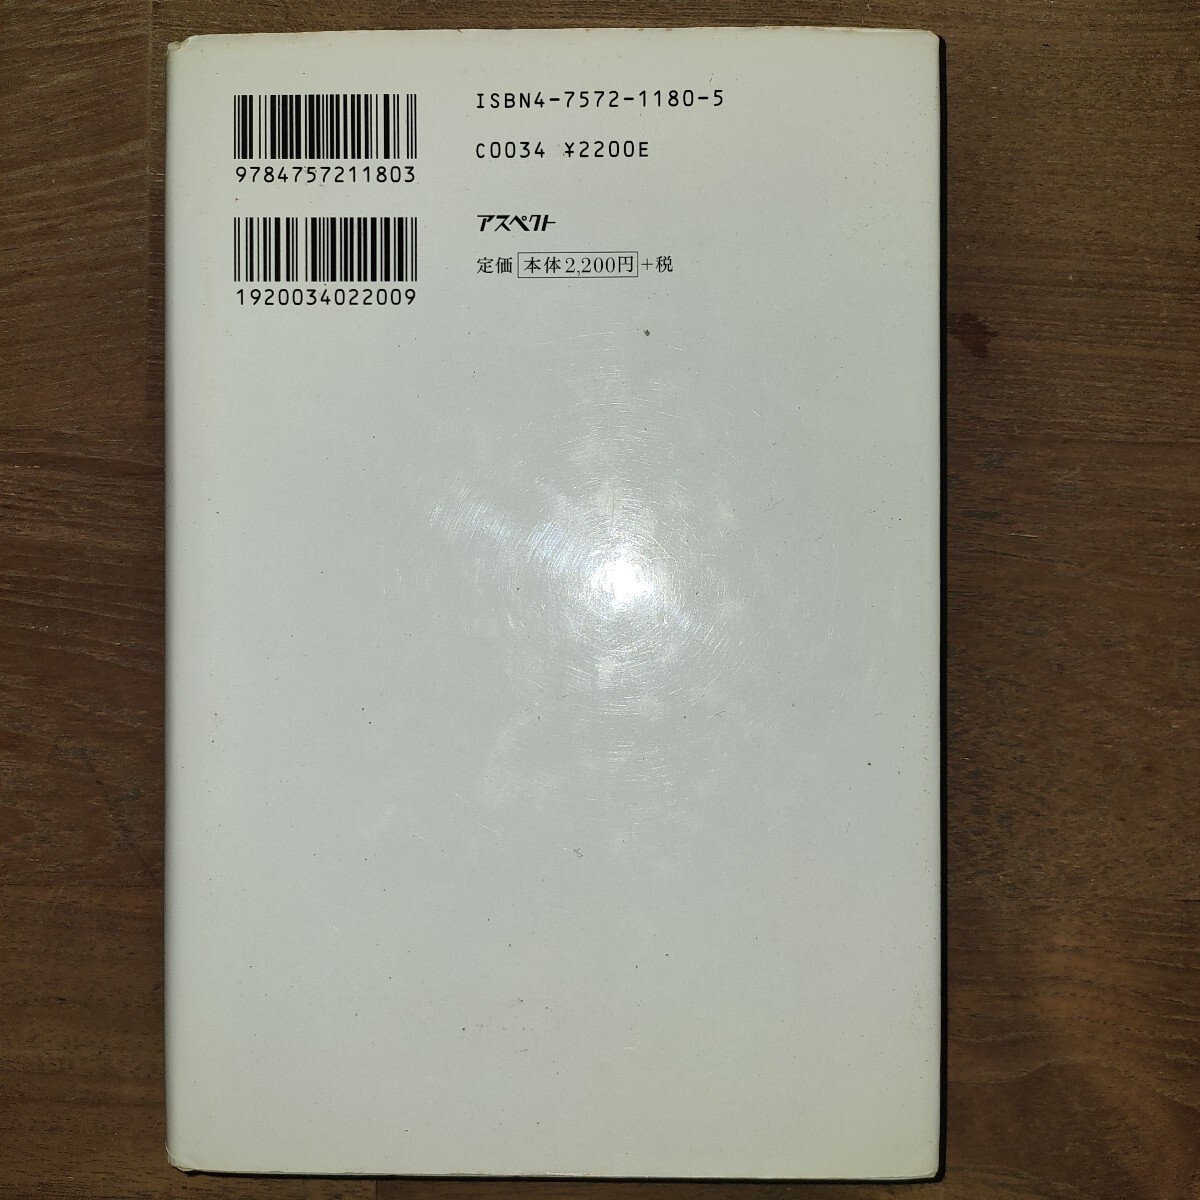 9784757211803
1920034022009
ISBN4-7572-1180-5
C0034 ¥2200E
アスペクト
定価 本体2,200円+税